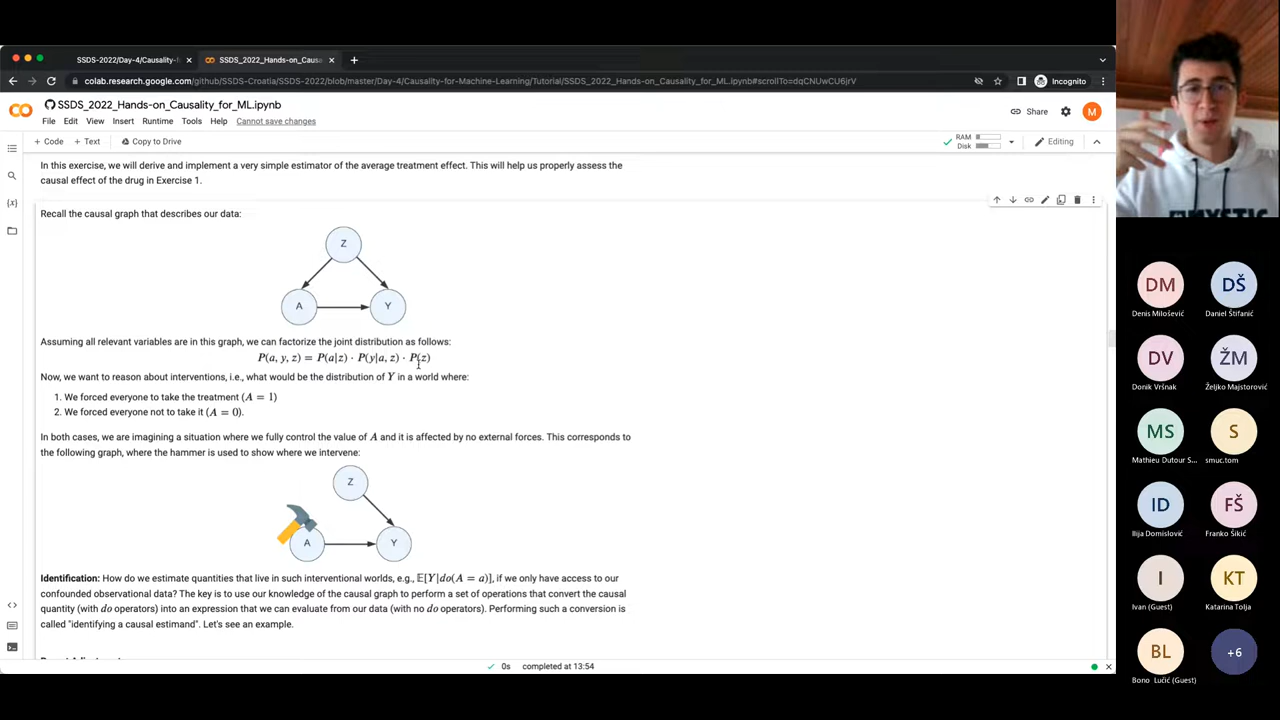 SSDS-2022/Day-4/Causality-
SSDS_2022_Hands-on_Causa
colab.research.google.com/github/SSDS-Croatia/SSDS-2022/blob/master/Day-4/Causality-for-Machine-Learning/Tutorial/SSDS_2022_Hands-on_Causality_for_ML.ipynb#scrollTo=dqCNUwCU6jrV
Incognito
SSDS_2022_Hands-on_Causality_for_ML.ipynb
File Edit View Insert Runtime Tools Help Cannot save changes
Share
M
+ Code + Text Copy to Drive
RAM
Disk
Editing
In this exercise, we will derive and implement a very simple estimator of the average treatment effect. This will help us properly assess the
causal effect of the drug in Exercise 1.
Recall the causal graph that describes our data:
Z
A
Y
Assuming all relevant variables are in this graph, we can factorize the joint distribution as follows:
P(a, y, z) = P(a|z) · P(y|a, z) · P(z)
Now, we want to reason about interventions, i.e., what would be the distribution of Y in a world where:
1. We forced everyone to take the treatment (A = 1)
2. We forced everyone not to take it (A = 0).
In both cases, we are imagining a situation where we fully control the value of A and it is affected by no external forces. This corresponds to
the following graph, where the hammer is used to show where we intervene:
Z
A
Y
Identification: How do we estimate quantities that live in such interventional worlds, e.g., 𝔼[Y|do(A = a)], if we only have access to our
confounded observational data? The key is to use our knowledge of the causal graph to perform a set of operations that convert the causal
quantity (with do operators) into an expression that we can evaluate from our data (with no do operators). Performing such a conversion is
called "identifying a causal estimand". Let's see an example.
0s completed at 13:54
DM
DŠ
Denis Milošević
Daniel Štifanić
DV
ŽM
Donik Vršnak
Željko Majstorović
MS
S
Mathieu Dutour S...
smuc.tom
ID
FŠ
Ilija Domislović
Franko Šikić
I
KT
Ivan (Guest)
Katarina Tolja
BL
+6
Bono Lučić (Guest)